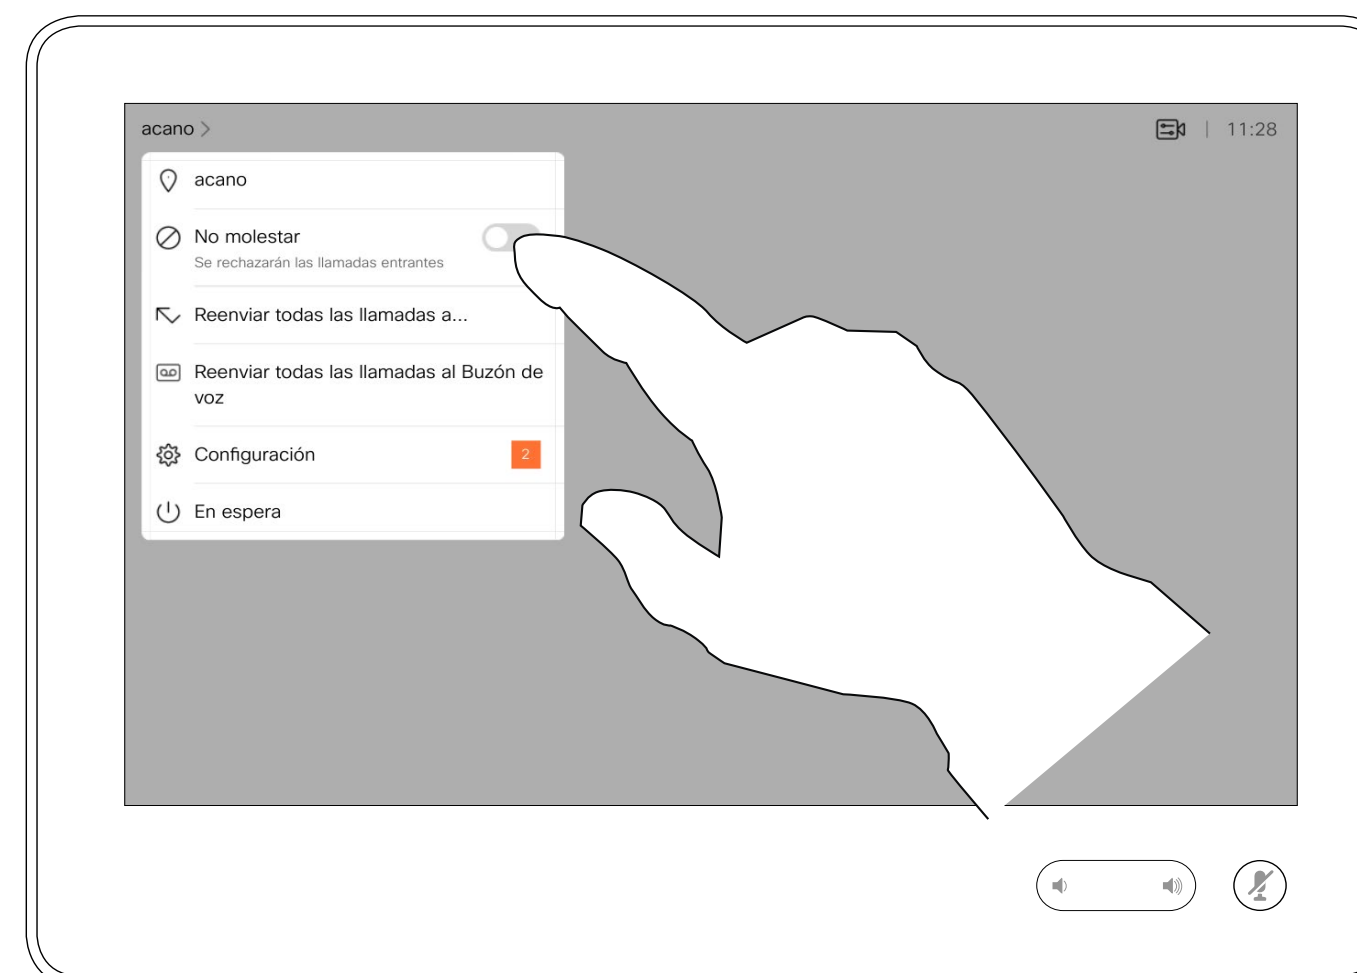 acano >
11:28
acano
No molestar
Se rechazarán las llamadas entrantes
Reenviar todas las llamadas a...
Reenviar todas las llamadas al Buzón de
voz
Configuración
2
En espera